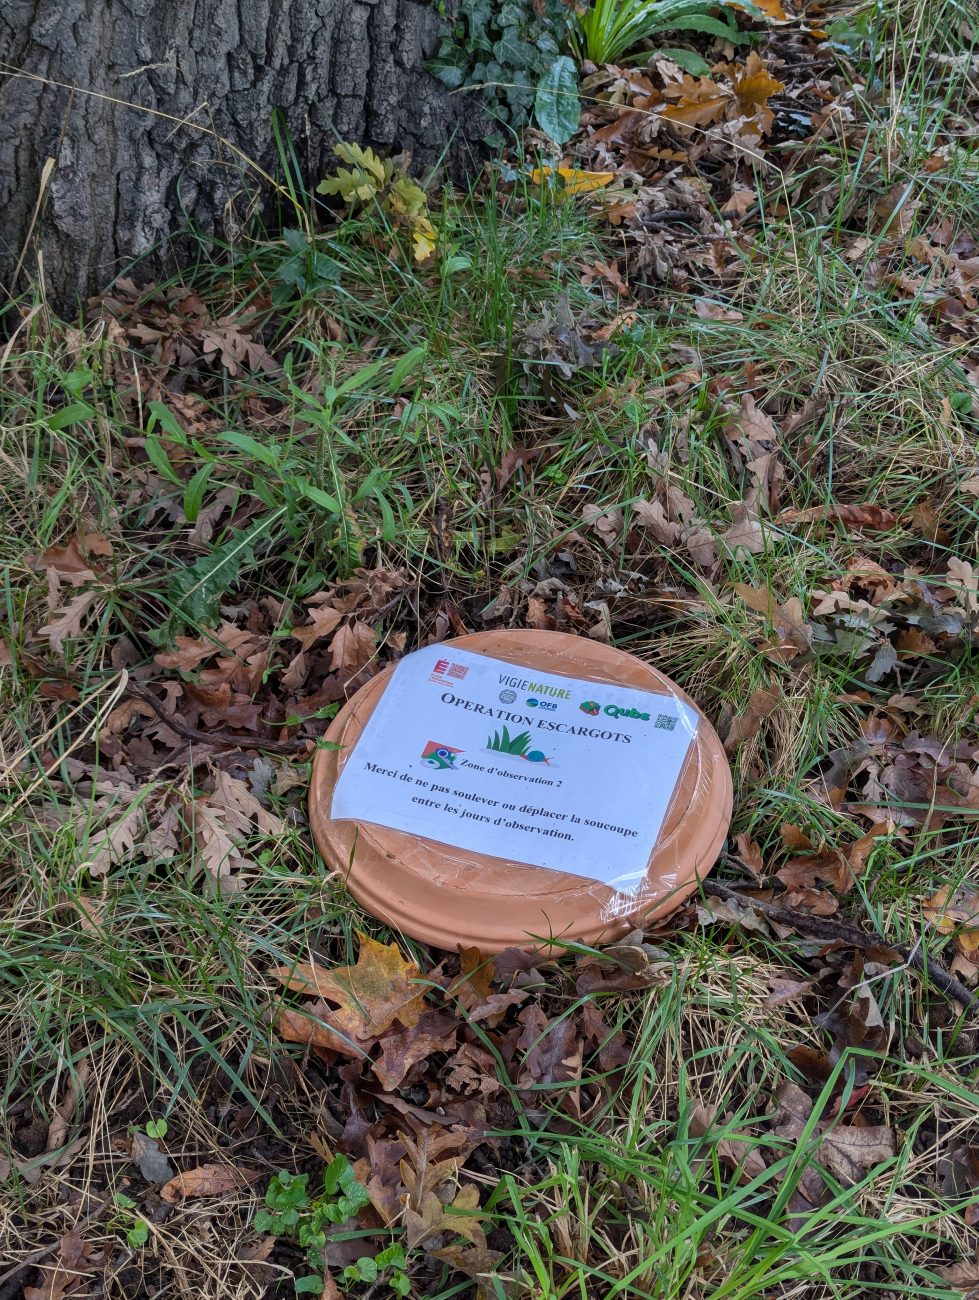 VIGIENATURE
OFB
Qubs
OPERATION ESCARGOTS
Zone d'observation 2
Merci de ne pas soulever ou déplacer la soucoupe
entre les jours d'observation.